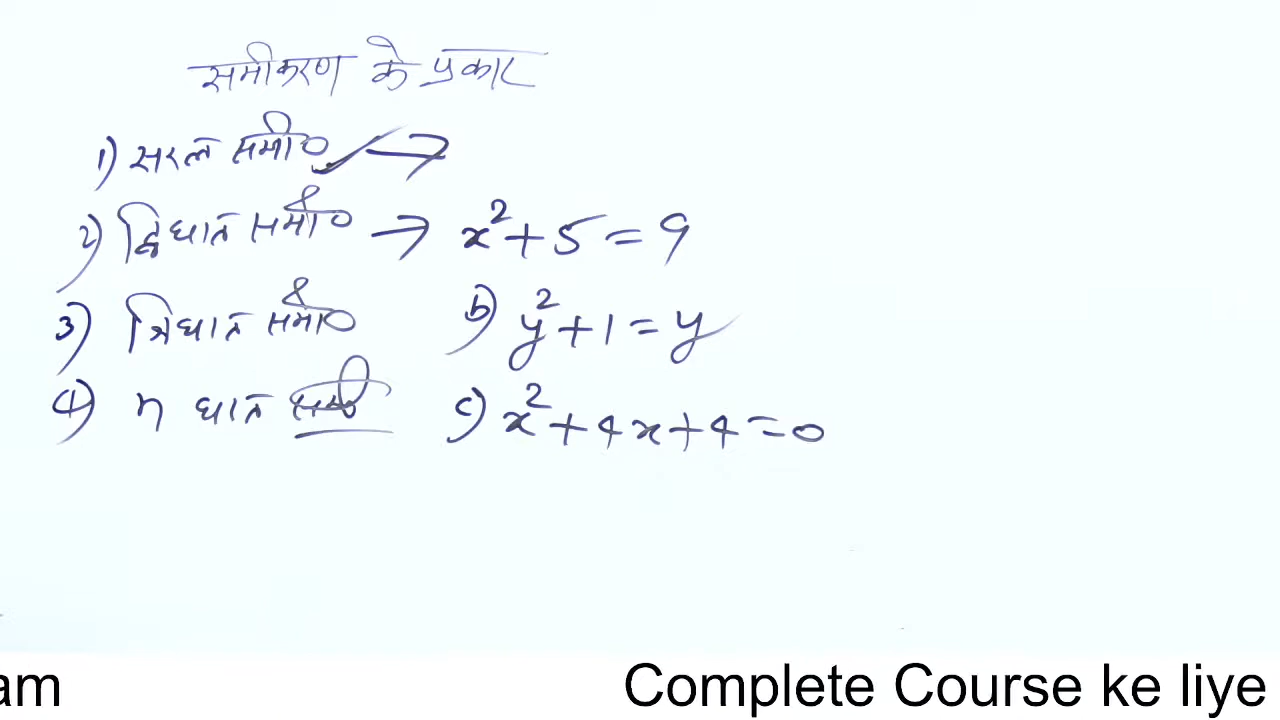 समीकरण के प्रकार
1) सरल समी० →
2) द्विघात समी० → x² + 5 = 9
3) त्रिघात समी० b) y² + 1 = y
4) n घात समी c) x² + 4x + 4 = 0
am Complete Course ke liye